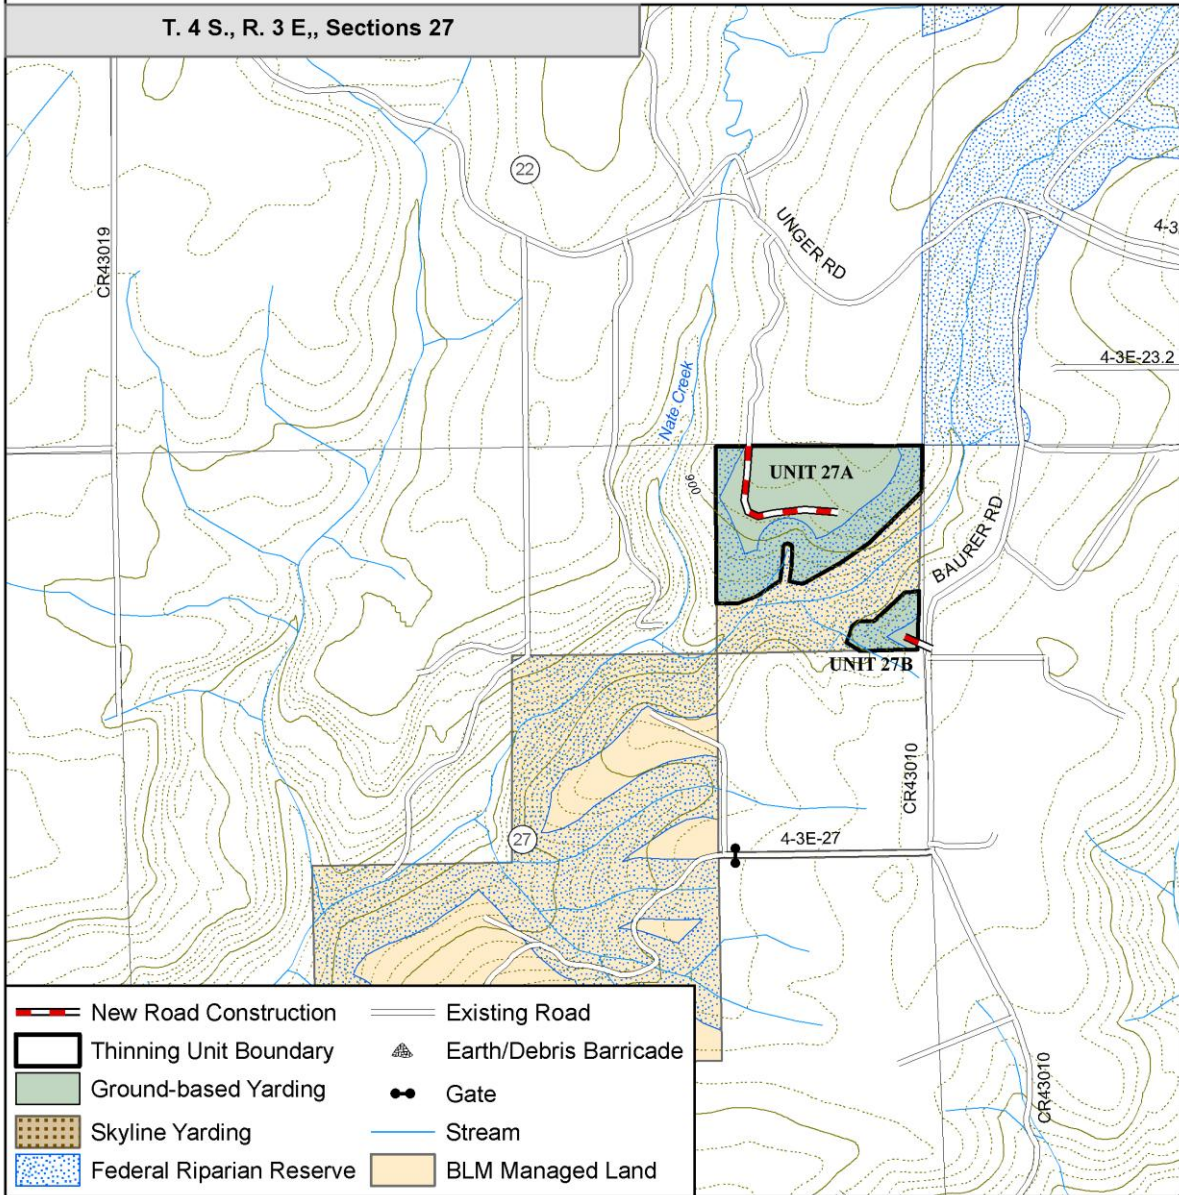 T. 4 S., R. 3 E,, Sections 27
22
CR43019
UNGER RD
4-3E-23.2
Nate Creek
900
UNIT 27A
BAURER RD
UNIT 27B
CR43010
27
4-3E-27
CR43010
New Road Construction
Thinning Unit Boundary
Ground-based Yarding
Skyline Yarding
Federal Riparian Reserve
Existing Road
Earth/Debris Barricade
Gate
Stream
BLM Managed Land